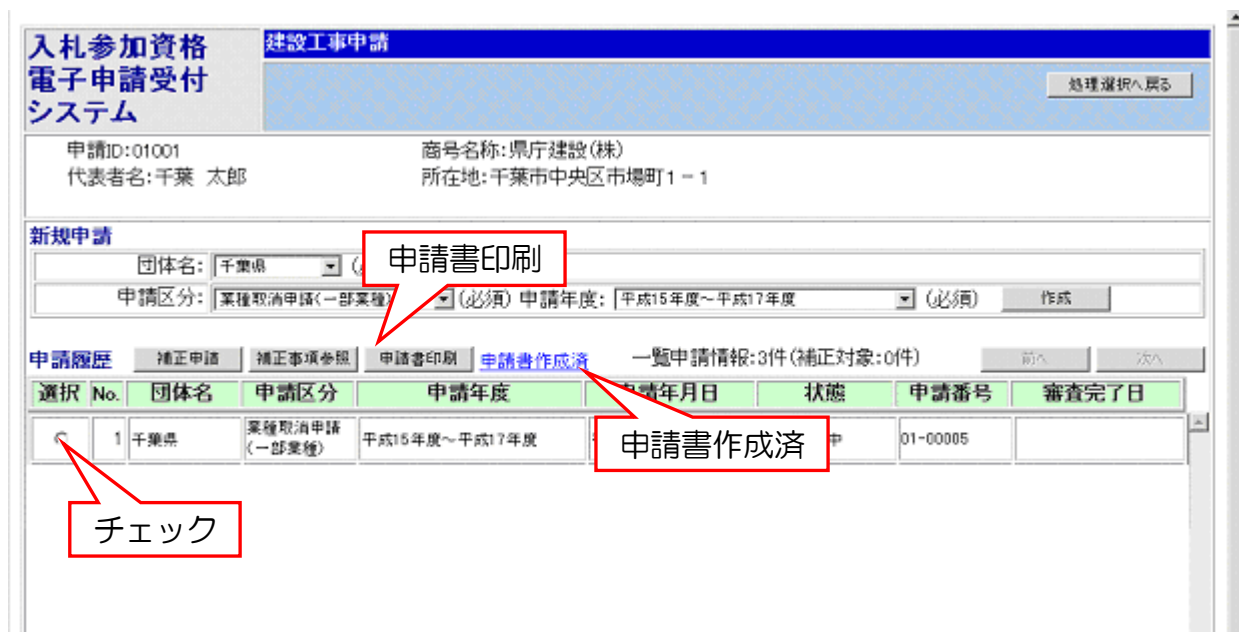 入札参加資格
電子申請受付
システム
建設工事申請
処理選択へ戻る
申請ID:01001
商号名称:県庁建設(株)
代表者名:千葉 太郎
所在地:千葉市中央区市場町1-1
新規申請
申請書印刷
団体名: 千葉県
申請区分: 業種取消申請(一部業種) (必須) 申請年度: 平成15年度~平成17年度 (必須) 作成
申請履歴 補正申請 補正事項参照 申請書印刷 申請書作成済 一覧申請情報:3件(補正対象:0件) 前へ 次へ
選択 No. 団体名 申請区分 申請年度 申請年月日 状態 申請番号 審査完了日
1 千葉県 業種取消申請
(一部業種) 平成15年度~平成17年度 中 01-00005
申請書作成済
チェック